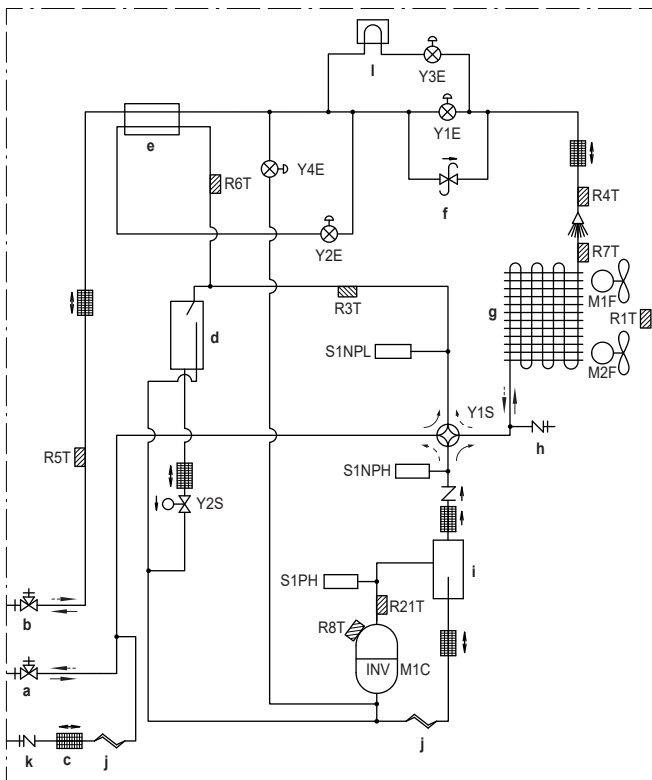 l
Y3E
Y1E
e
R6T
Y4E
f
R4T
Y2E
R7T
M1F
g
R1T
R3T
d
S1NPL
M2F
Y1S
h
R5T
S1NPH
Y2S
S1PH
i
R21T
b
R8T
INV
M1C
a
j
k
c
j